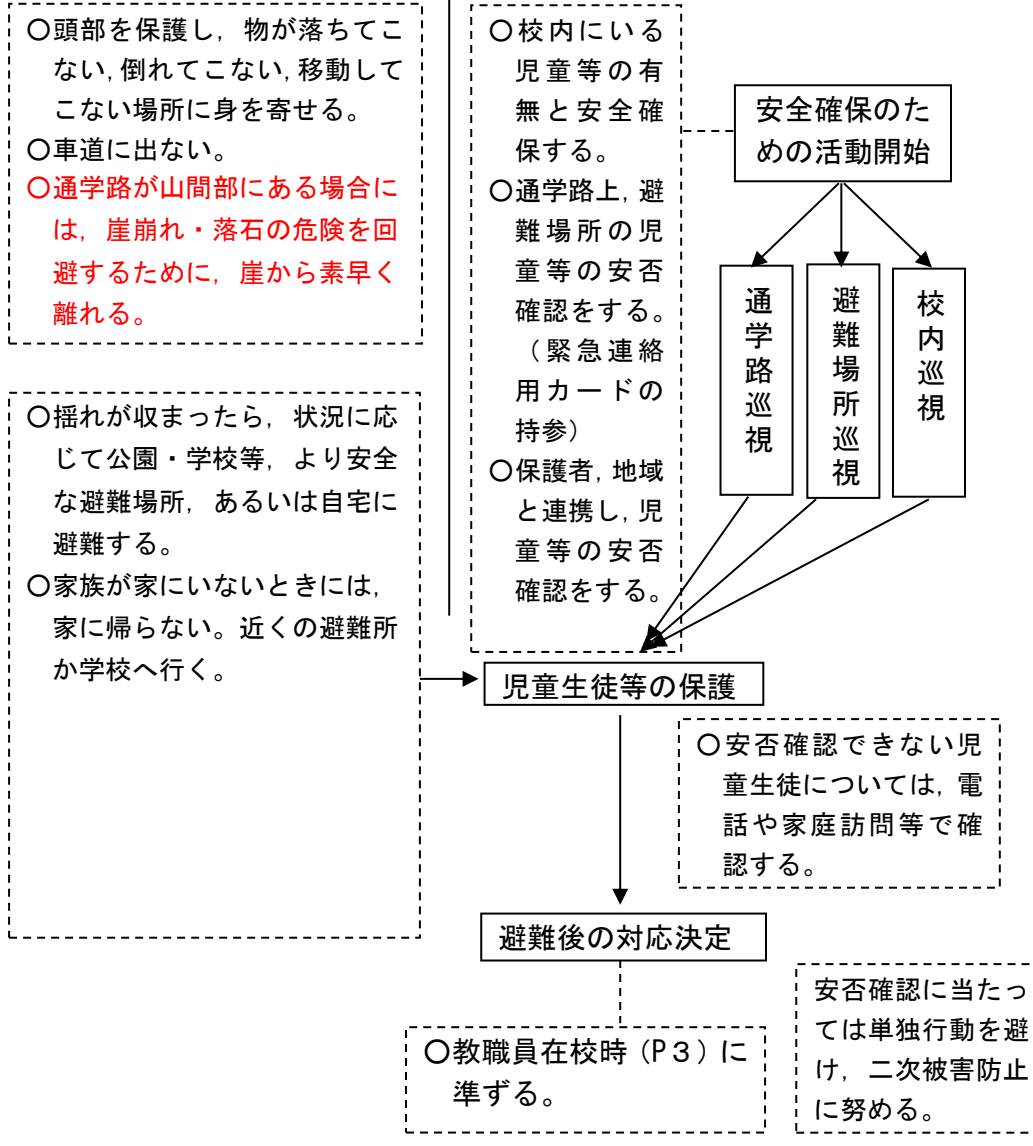 〇頭部を保護し，物が落ちてこ
ない，倒れてこない，移動して
こない場所に身を寄せる。
〇車道に出ない。
〇通学路が山間部にある場合に
は，崖崩れ・落石の危険を回
避するために，崖から素早く
離れる。
〇揺れが収まったら，状況に応
じて公園・学校等，より安全
な避難場所，あるいは自宅に
避難する。
〇家族が家にいないときには，
家に帰らない。近くの避難所
か学校へ行く。
〇校内にいる
児童等の有
無と安全確
保する。
〇通学路上，避
難場所の児
童等の安否
確認をする。
（緊急連絡
用カードの
持参）
〇保護者，地域
と連携し，児
童等の安否
確認をする。
安全確保のた
めの活動開始
通学路巡視
避難場所巡視
校内巡視
児童生徒等の保護
〇安否確認できない児
童生徒については，電
話や家庭訪問等で確
認する。
避難後の対応決定
〇教職員在校時（P３）に
準ずる。
安否確認に当たっ
ては単独行動を避
け，二次被害防止
に努める。